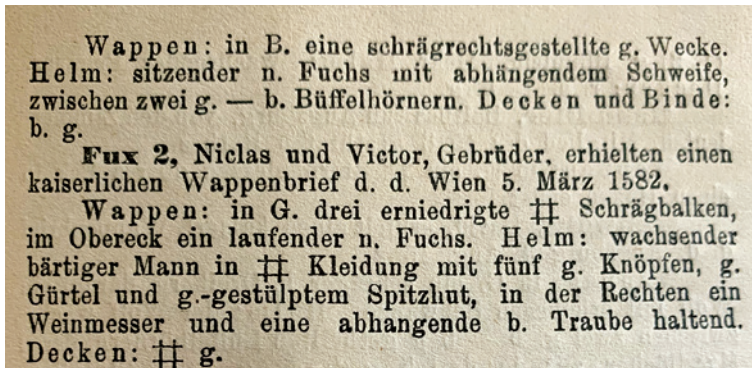 Wappen: in B. eine schrägrechtsgestellte g. Wecke.
Helm: sitzender n. Fuchs mit abhängendem Schweife,
zwischen zwei g. — b. Büffelhörnern. Decken und Binde:
b. g.
Fux 2, Niclas und Victor, Gebrüder, erhielten einen
kaiserlichen Wappenbrief d. d. Wien 5. März 1582.
Wappen: in G. drei erniedrigte ⌗ Schrägbalken,
im Obereck ein laufender n. Fuchs. Helm: wachsender
bärtiger Mann in ⌗ Kleidung mit fünf g. Knöpfen, g.
Gürtel und g.-gestülptem Spitzhut, in der Rechten ein
Weinmesser und eine abhangende b. Traube haltend.
Decken: ⌗ g.